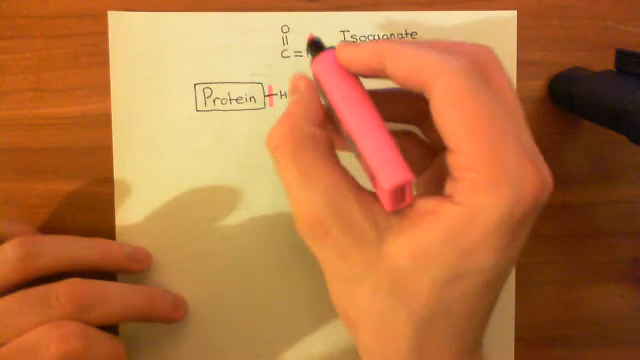 O
||
C = Isocyanate
Protein - H